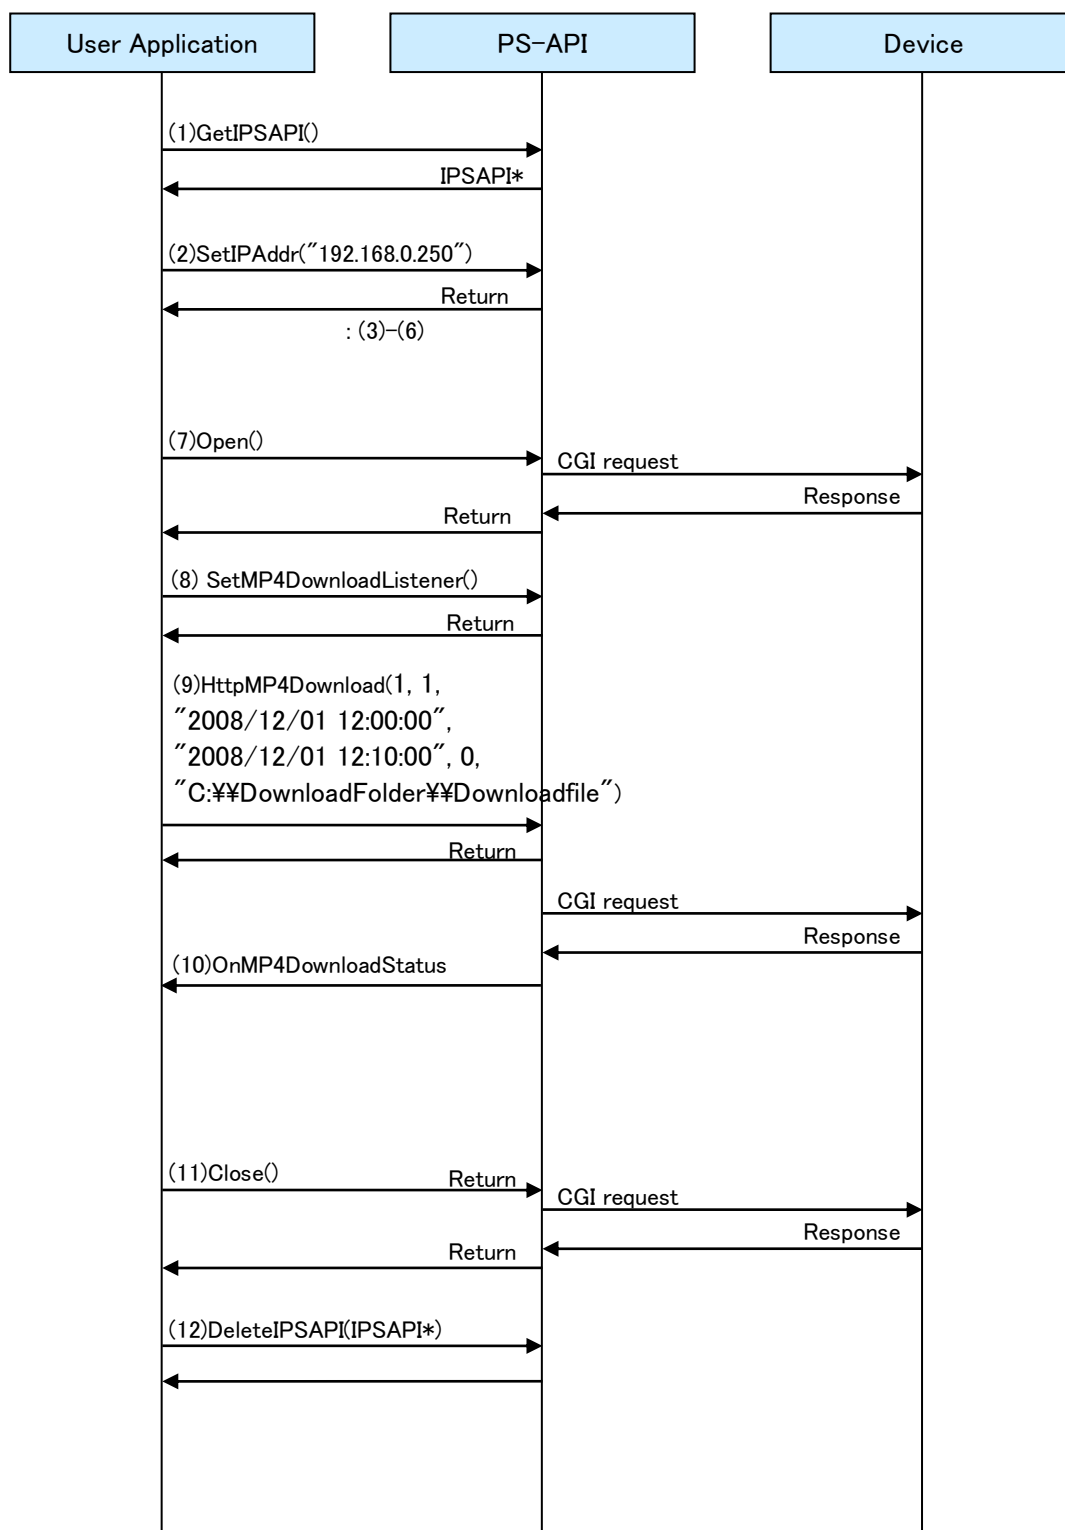 User Application
PS-API
Device
(1)GetIPSAPI()
IPSAPI*
(2)SetIPAddr("192.168.0.250")
Return
: (3)-(6)
(7)Open()
CGI request
Response
Return
(8) SetMP4DownloadListener()
Return
(9)HttpMP4Download(1, 1,
"2008/12/01 12:00:00",
"2008/12/01 12:10:00", 0,
"C:¥¥DownloadFolder¥¥Downloadfile")
Return
CGI request
Response
(10)OnMP4DownloadStatus
(11)Close()
Return
CGI request
Response
Return
(12)DeleteIPSAPI(IPSAPI*)